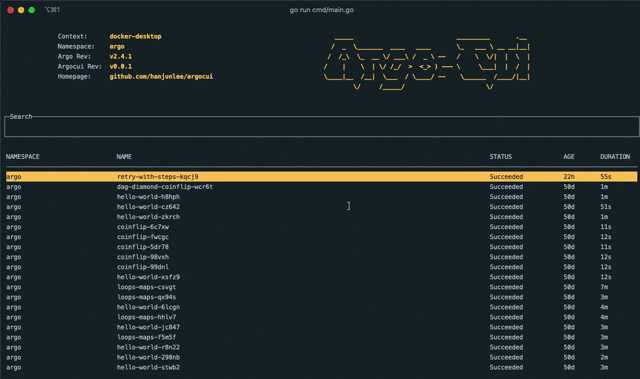 ⌥⌘1
go run cmd/main.go
Context: docker-desktop
Namespace: argo
Argo Rev: v2.4.1
Argocui Rev: v0.0.1
Homepage: github.com/hanjunlee/argocui
Argo-Cui
Search
NAMESPACE NAME STATUS AGE DURATION
argo retry-with-steps-kqcj9 Succeeded 22h 55s
argo dag-diamond-coinflip-wcr6t Succeeded 50d 1m
argo hello-world-h8hph Succeeded 50d 1m
argo hello-world-cz642 Succeeded 50d 51s
argo hello-world-zkrch Succeeded 50d 1m
argo coinflip-6c7xw Succeeded 50d 11s
argo coinflip-fwcgc Succeeded 50d 12s
argo coinflip-5dr78 Succeeded 50d 11s
argo coinflip-98vxh Succeeded 50d 12s
argo coinflip-99dnl Succeeded 50d 12s
argo hello-world-xsfz9 Succeeded 50d 12s
argo loops-maps-csvgt Succeeded 50d 7m
argo loops-maps-qx94s Succeeded 50d 3m
argo hello-world-6lcgn Succeeded 50d 4m
argo loops-maps-hhlv7 Succeeded 50d 4m
argo hello-world-jc847 Succeeded 50d 3m
argo loops-maps-f5m5f Succeeded 50d 3m
argo hello-world-r8n22 Succeeded 50d 3m
argo hello-world-298nb Succeeded 50d 2m
argo hello-world-stwb2 Succeeded 50d 3m